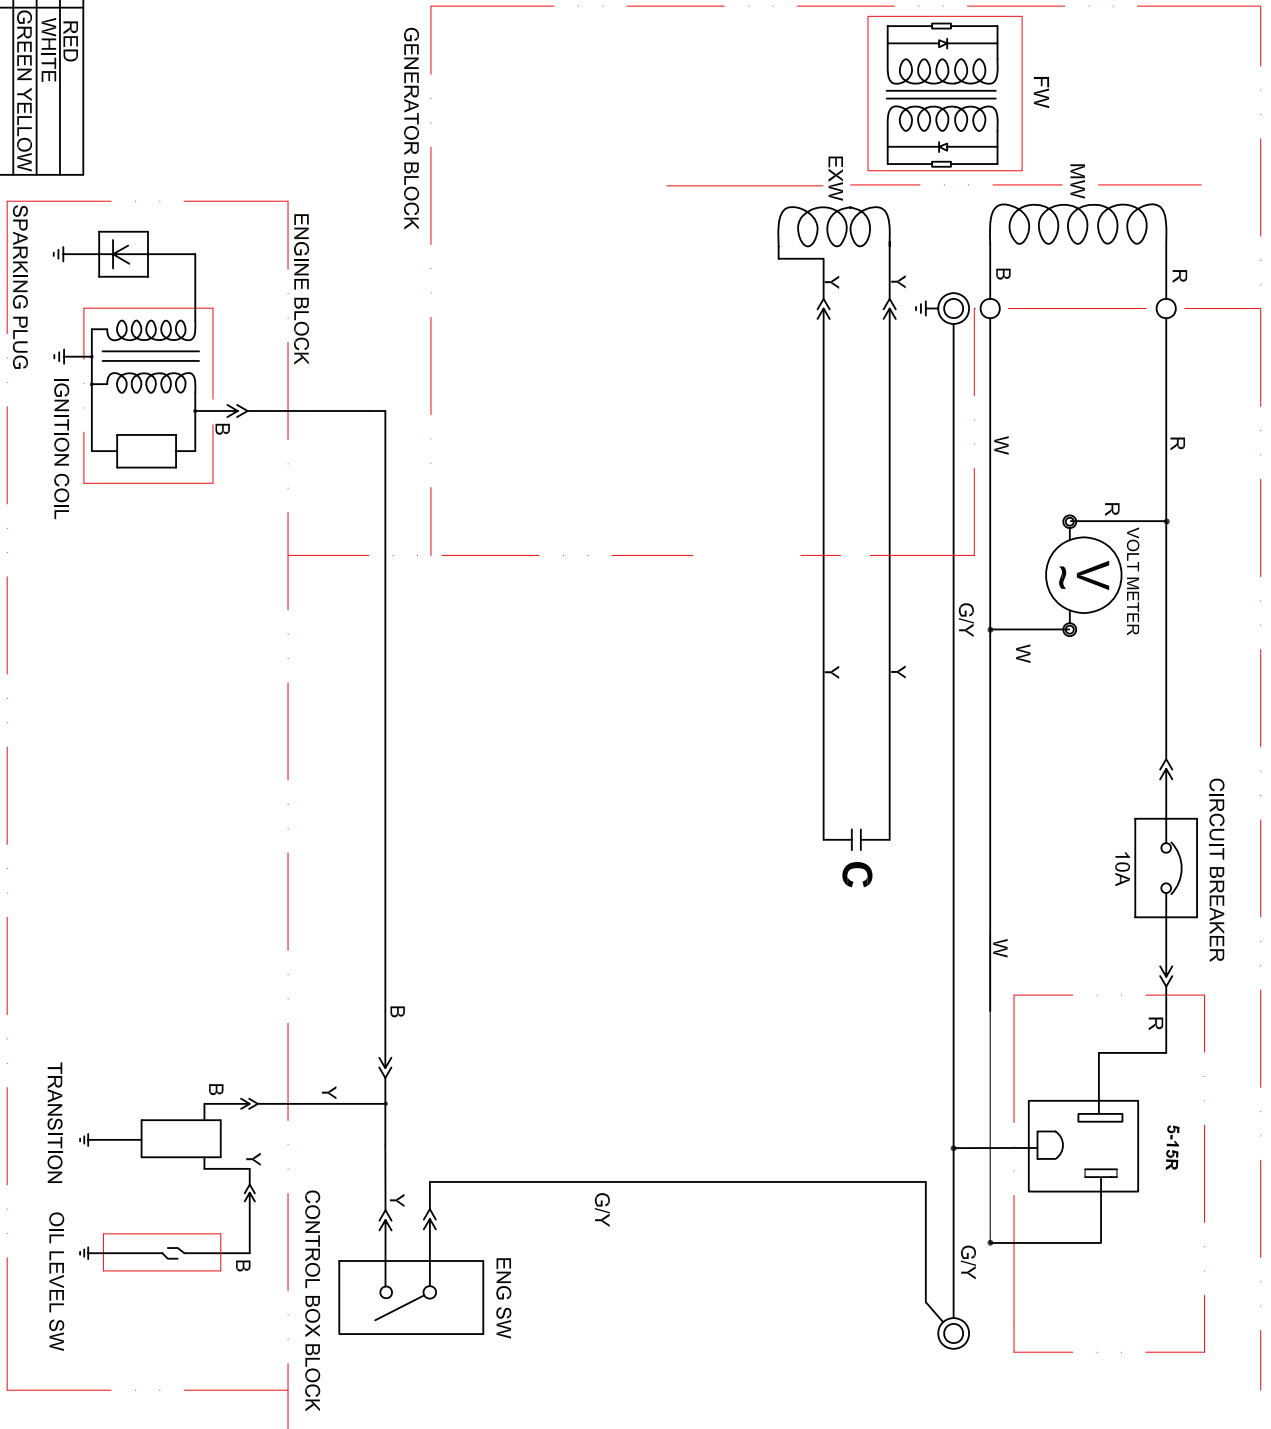 RED
WHITE
GREEN YELLOW
GENERATOR BLOCK
FW
MW
EXW
R
B
Y
Y
ENGINE BLOCK
SPARKING PLUG
IGNITION COIL
B
R
W
R
VOLT METER
V
~
W
G/Y
Y
Y
C
CIRCUIT BREAKER
10A
W
R
5-15R
G/Y
G/Y
B
Y
B
Y
B
Y
TRANSITION
OIL LEVEL SW
CONTROL BOX BLOCK
ENG SW